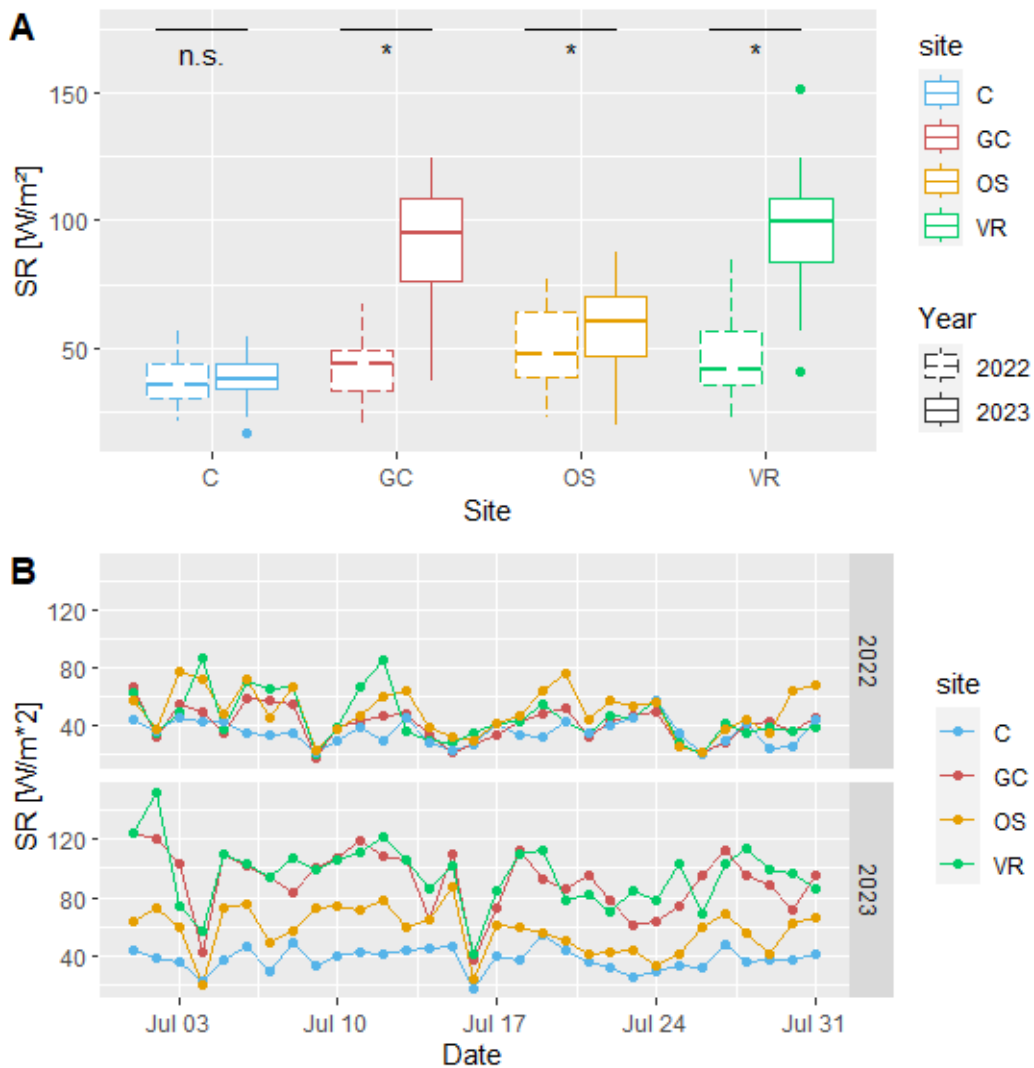 A
n.s.
*
*
*
150
100
50
SR [W/m²]
C
GC
OS
VR
Site
site
C
GC
OS
VR
Year
2022
2023
B
120
80
40
2022
SR [W/m*2]
120
80
40
2023
Jul 03
Jul 10
Jul 17
Jul 24
Jul 31
Date
site
C
GC
OS
VR